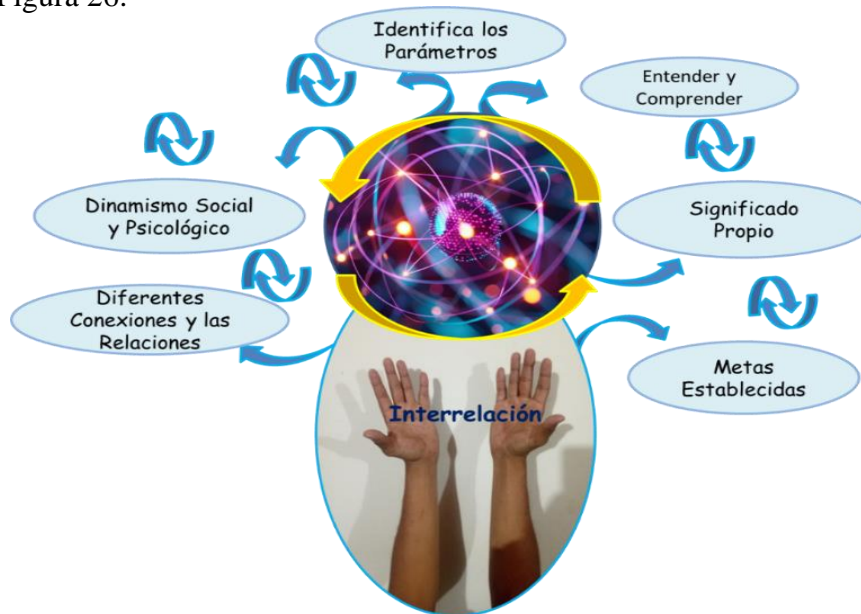 Figura 26.
Identifica los
Parámetros
Entender y
Comprender
Dinamismo Social
y Psicológico
Significado
Propio
Diferentes
Conexiones y las
Relaciones
Metas
Establecidas
Interrelación